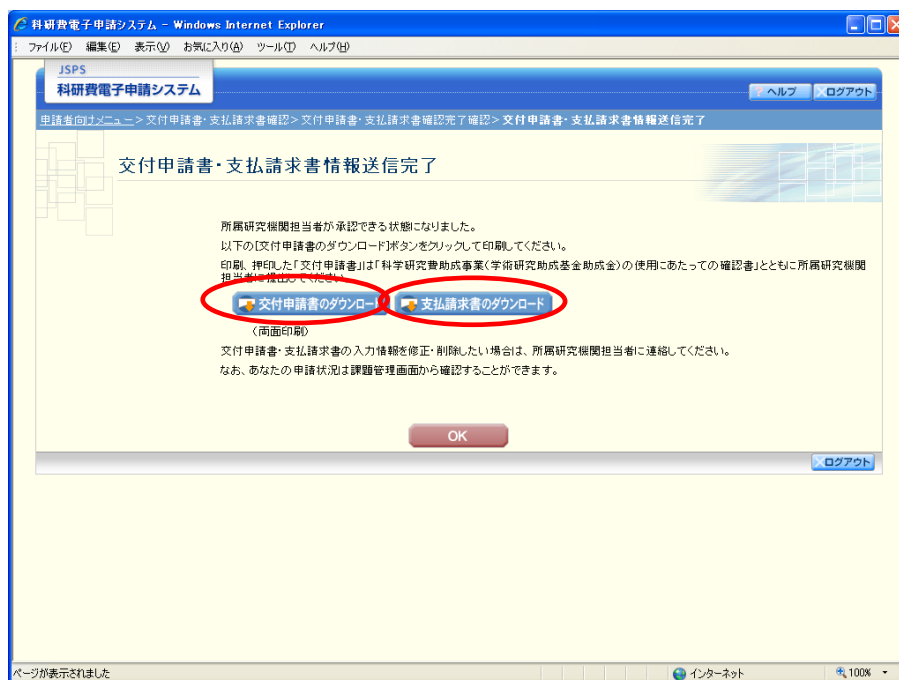 科研費電子申請システム - Windows Internet Explorer
ファイル(F) 編集(E) 表示(V) お気に入り(A) ツール(T) ヘルプ(H)
JSPS
科研費電子申請システム
? ヘルプ ログアウト
申請者向けメニュー>交付申請書・支払請求書確認>交付申請書・支払請求書確認完了確認>交付申請書・支払請求書情報送信完了
交付申請書・支払請求書情報送信完了
所属研究機関担当者が承認できる状態になりました。
以下の[交付申請書のダウンロード]ボタンをクリックして印刷してください。
印刷、押印した「交付申請書」は「科学研究費助成事業(学術研究助成基金助成金)の使用にあたっての確認書」とともに所属研究機関
担当者に提出してください。
交付申請書のダウンロード 支払請求書のダウンロード
(両面印刷)
交付申請書・支払請求書の入力情報を修正・削除したい場合は、所属研究機関担当者に連絡してください。
なお、あなたの申請状況は課題管理画面から確認することができます。
OK
ログアウト
ページが表示されました インターネット 100%